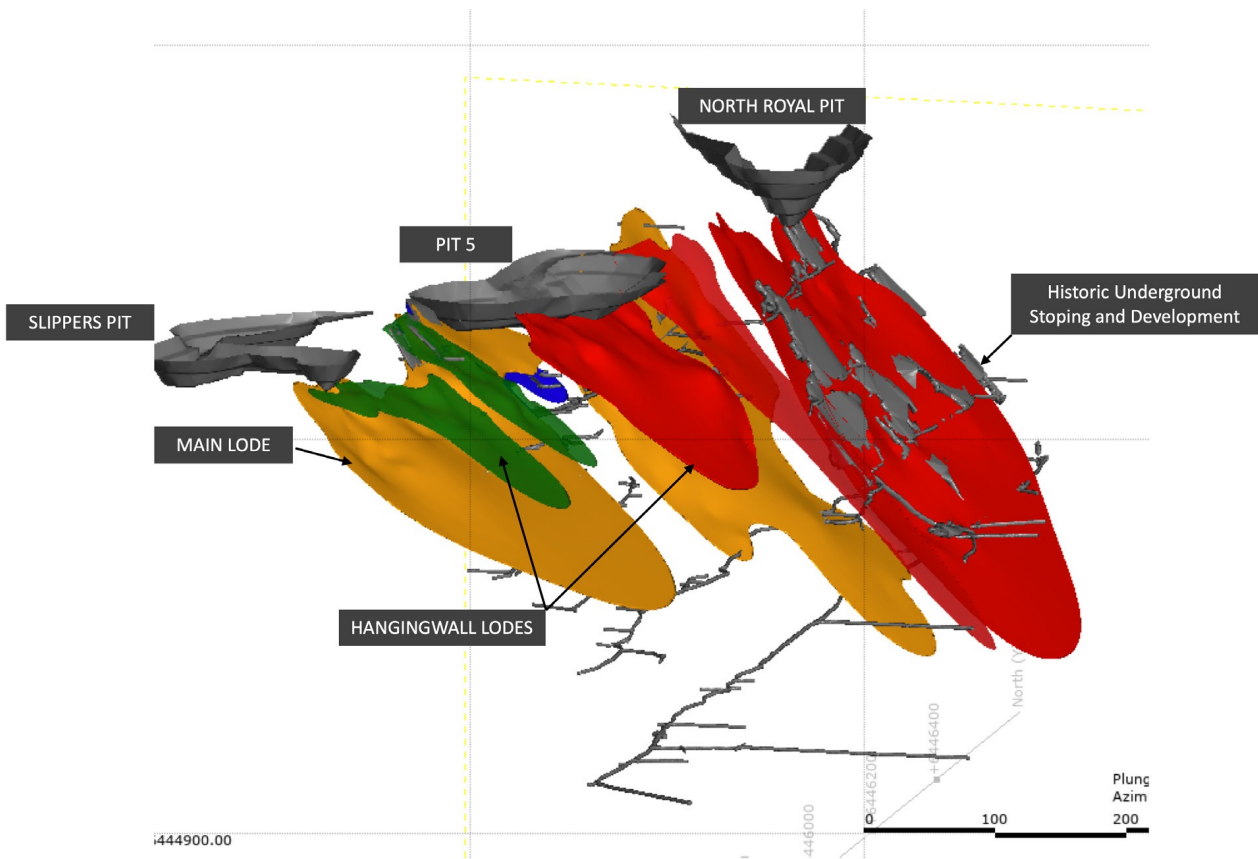 NORTH ROYAL PIT
PIT 5
SLIPPERS PIT
Historic Underground
Stoping and Development
MAIN LODE
HANGINGWALL LODES
North (Y
+6446400
6446200
446000
Plung
Azim
0
100
200
6444900.00